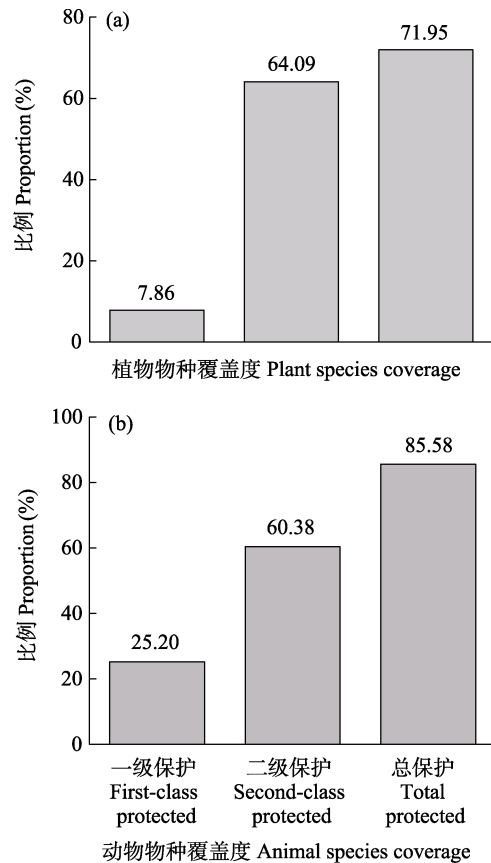 (a)
80
60
40
20
0
比例 Proportion (%)
7.86
64.09
71.95
植物物种覆盖度 Plant species coverage
(b)
100
80
60
40
20
0
比例 Proportion (%)
25.20
60.38
85.58
一级保护
First-class
protected
二级保护
Second-class
protected
总保护
Total
protected
动物物种覆盖度 Animal species coverage